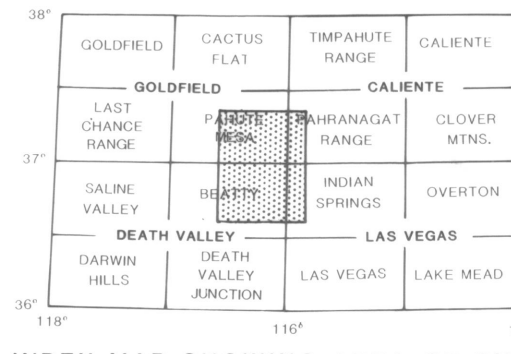 38°
GOLDFIELD
CACTUS
FLAT
TIMPAHUTE
RANGE
CALIENTE
GOLDFIELD
CALIENTE
LAST
CHANCE
RANGE
PAHUTE
MESA
PAHRANAGAT
RANGE
CLOVER
MTNS.
37°
SALINE
VALLEY
BEATTY
INDIAN
SPRINGS
OVERTON
DEATH VALLEY
LAS VEGAS
DARWIN
HILLS
DEATH
VALLEY
JUNCTION
LAS VEGAS
LAKE MEAD
36°
118°
116°